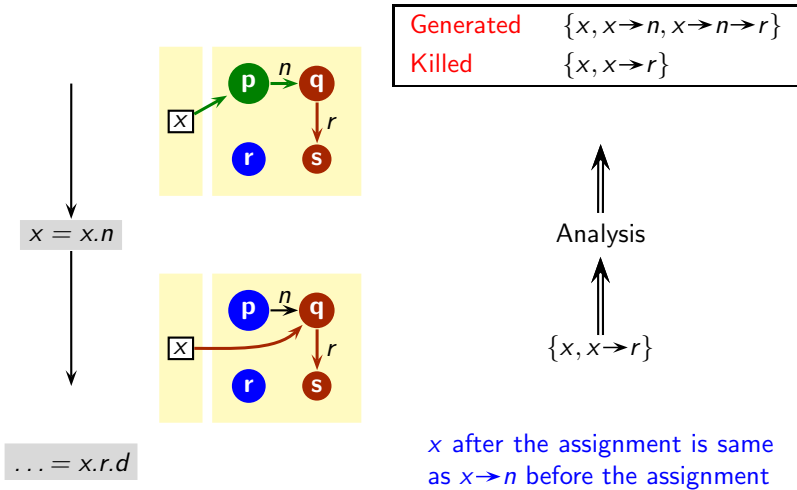 Generated {x, x→n, x→n→r}
Killed {x, x→r}
p n q
x
r
r s
x = x.n
Analysis
p n q
x
r
r s
{x, x→r}
... = x.r.d
x after the assignment is same
as x→n before the assignment